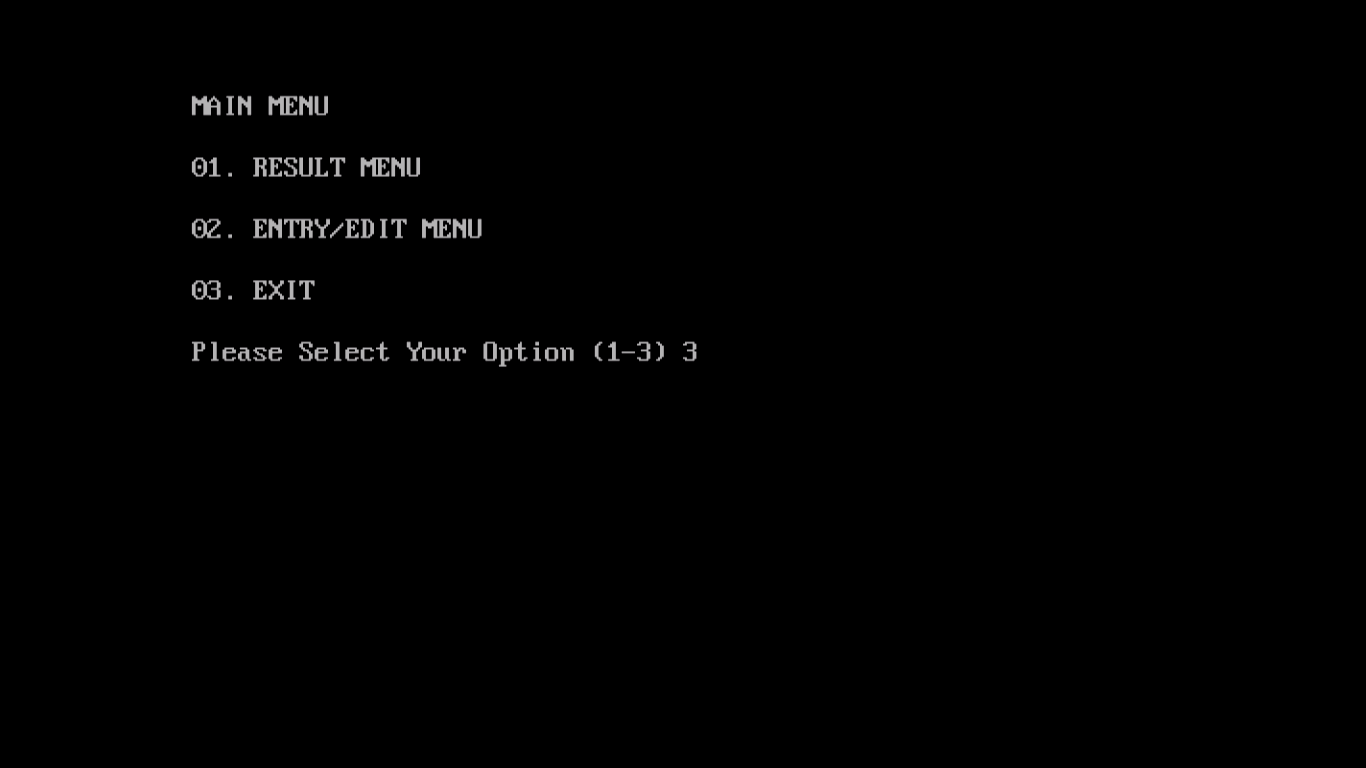 MAIN MENU
01. RESULT MENU
02. ENTRY/EDIT MENU
03. EXIT
Please Select Your Option (1-3) 3